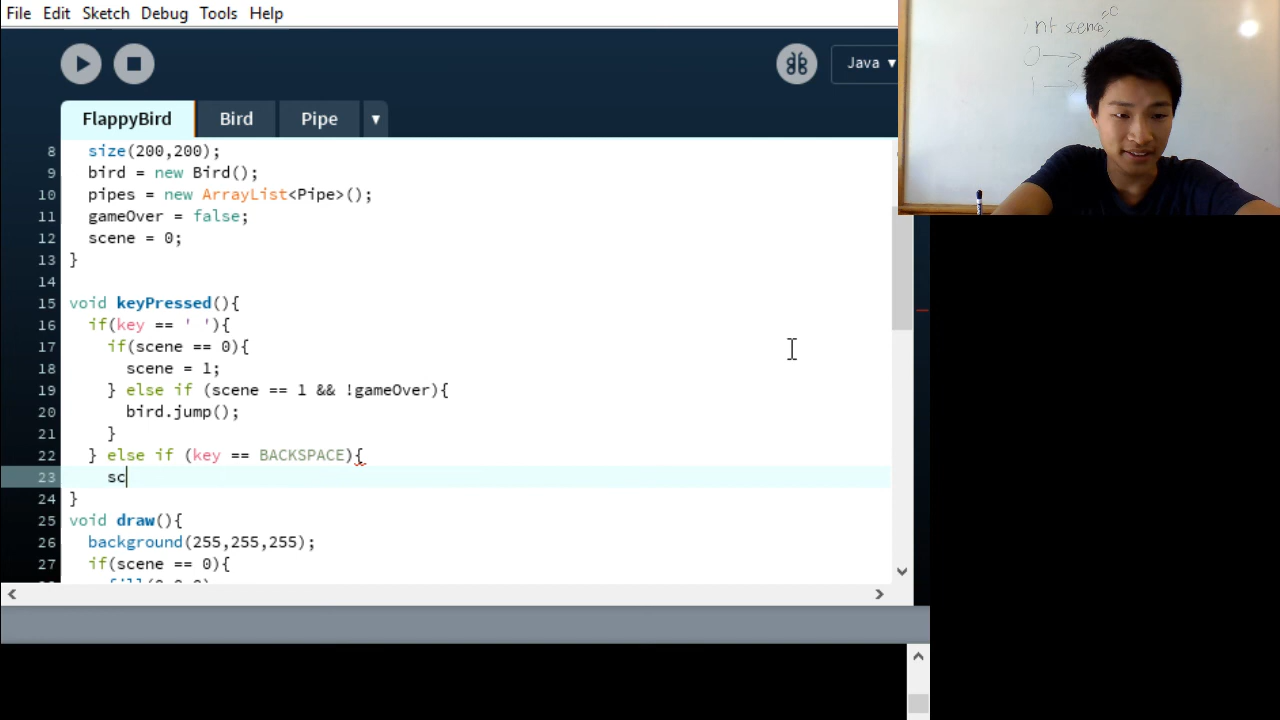 File Edit Sketch Debug Tools Help
Java ▾
FlappyBird Bird Pipe ▾
8 size(200,200);
9 bird = new Bird();
10 pipes = new ArrayList<Pipe>();
11 gameOver = false;
12 scene = 0;
13 }
14
15 void keyPressed(){
16 if(key == ' '){
17 if(scene == 0){
18 scene = 1;
19 } else if (scene == 1 && !gameOver){
20 bird.jump();
21 }
22 } else if (key == BACKSPACE){
23 sc
24 }
25 void draw(){
26 background(255,255,255);
27 if(scene == 0){
int scene;
0 →
1 →